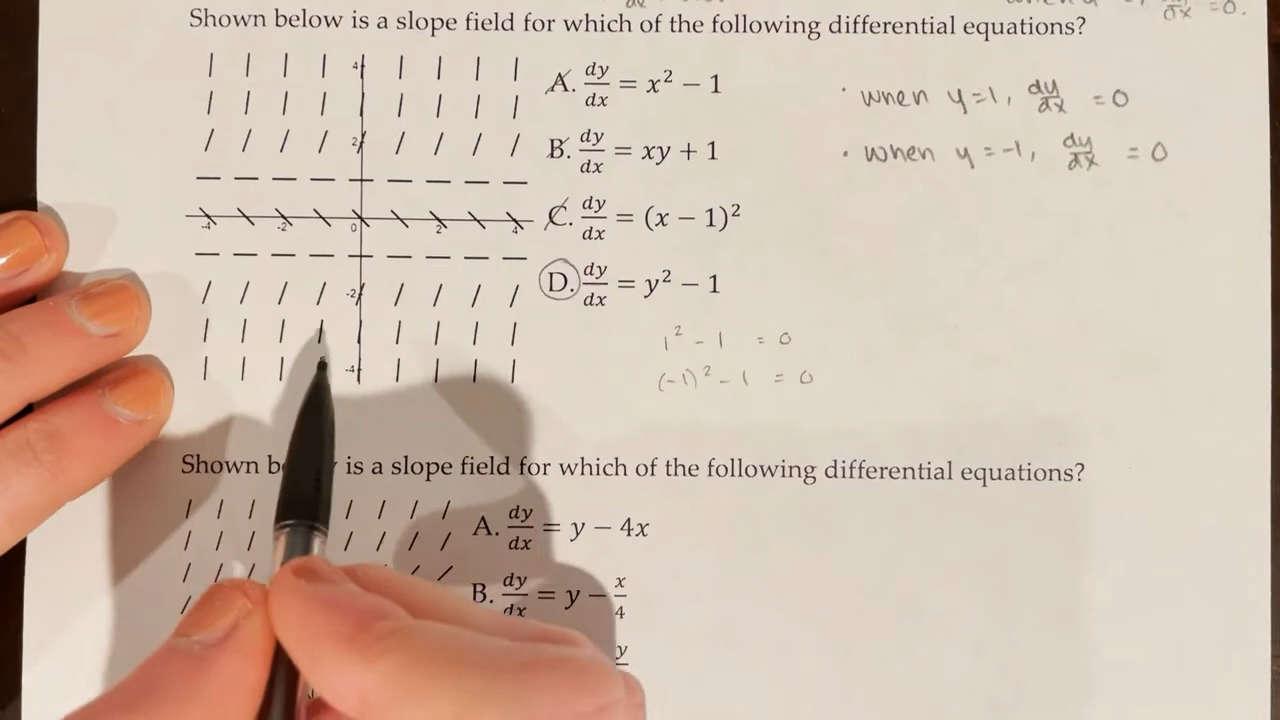 Shown below is a slope field for which of the following differential equations?
A. dy/dx = x² − 1
B. dy/dx = xy + 1
C. dy/dx = (x − 1)²
D. dy/dx = y² − 1
4
2
-4 -2 0 2 4
-2
-4
· when y=1, dy/dx = 0
· when y = -1, dy/dx = 0
1² - 1 = 0
(-1)² - 1 = 0
dx = 0.
Shown b is a slope field for which of the following differential equations?
A. dy/dx = y − 4x
B. dy/dx = y − x/4
y